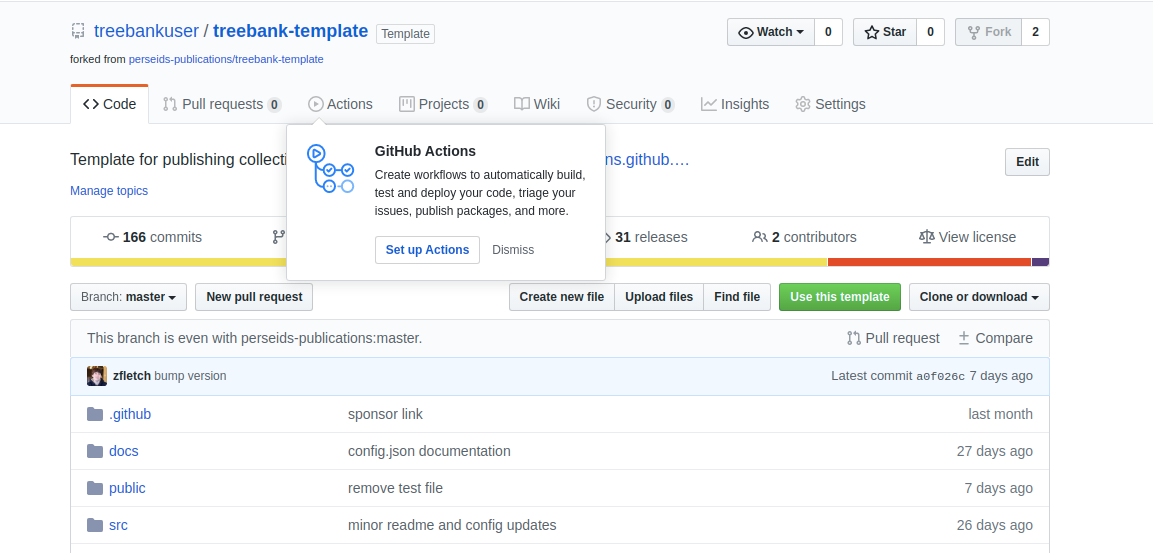 treebankuser / treebank-template Template
Watch 0 Star 0 Fork 2
forked from perseids-publications/treebank-template
Code Pull requests 0 Actions Projects 0 Wiki Security 0 Insights Settings
GitHub Actions
Create workflows to automatically build,
test and deploy your code, triage your
issues, publish packages, and more.
Set up Actions Dismiss
Template for publishing collecti ns.github.… Edit
Manage topics
166 commits 31 releases 2 contributors View license
Branch: master New pull request Create new file Upload files Find file Use this template Clone or download
This branch is even with perseids-publications:master. Pull request Compare
zfletch bump version Latest commit a0f026c 7 days ago
.github sponsor link last month
docs config.json documentation 27 days ago
public remove test file 7 days ago
src minor readme and config updates 26 days ago